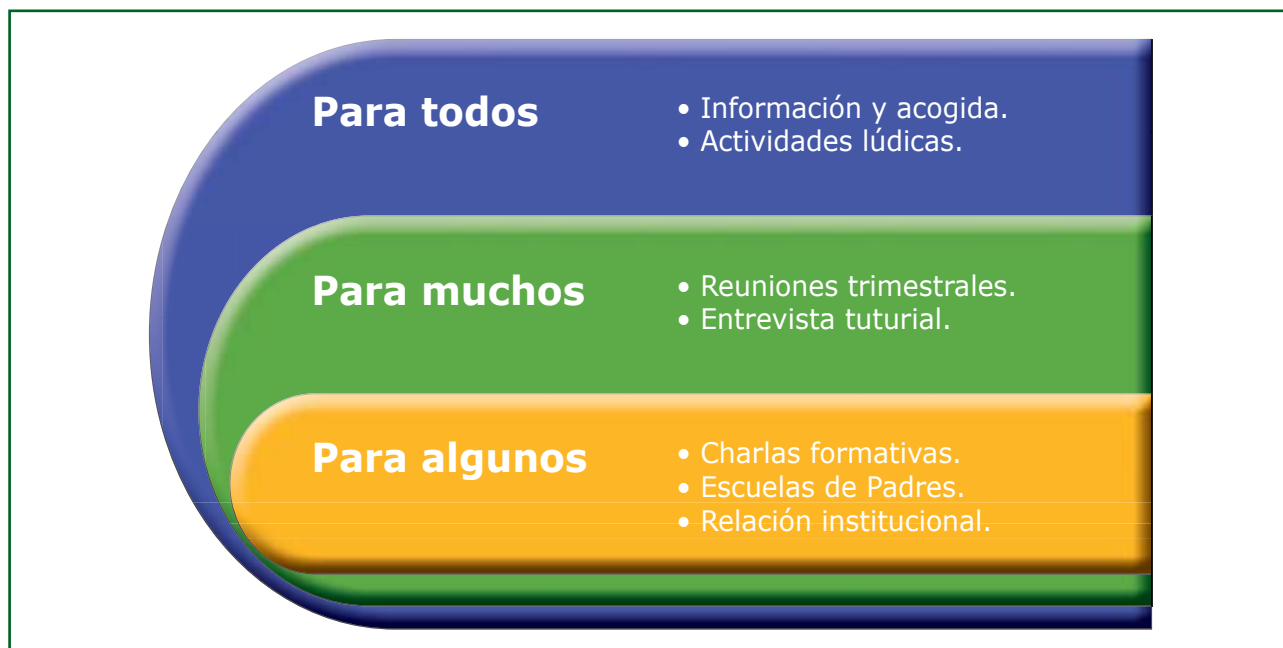 Para todos
• Información y acogida.
• Actividades lúdicas.
Para muchos
• Reuniones trimestrales.
• Entrevista tuturial.
Para algunos
• Charlas formativas.
• Escuelas de Padres.
• Relación institucional.